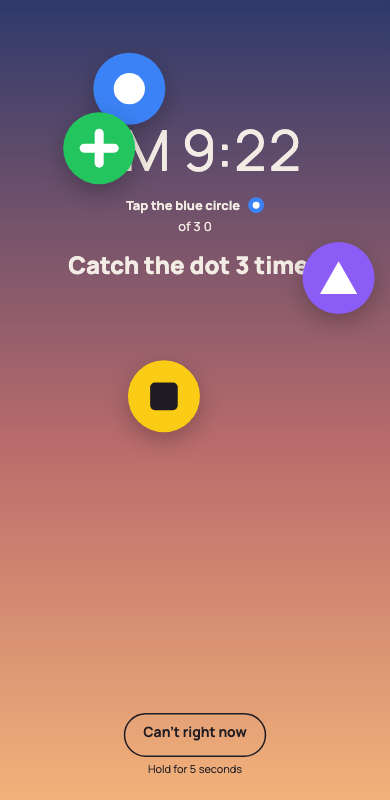 M 9:22
Tap the blue circle
of 3 0
Catch the dot 3 time
Can't right now
Hold for 5 seconds